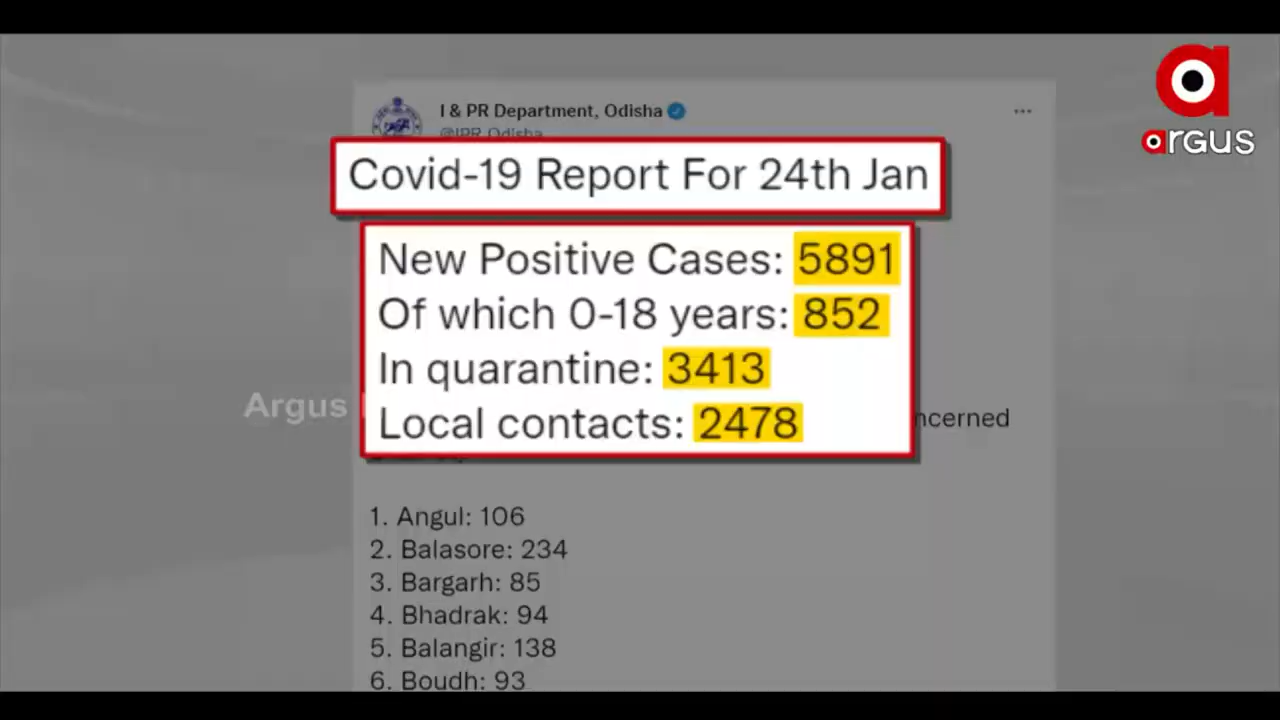 argus
I & PR Department, Odisha
@IPR_Odisha
Covid-19 Report For 24th Jan
New Positive Cases: 5891
Of which 0-18 years: 852
In quarantine: 3413
Local contacts: 2478
Argus
ncerned
1. Angul: 106
2. Balasore: 234
3. Bargarh: 85
4. Bhadrak: 94
5. Balangir: 138
6. Boudh: 93